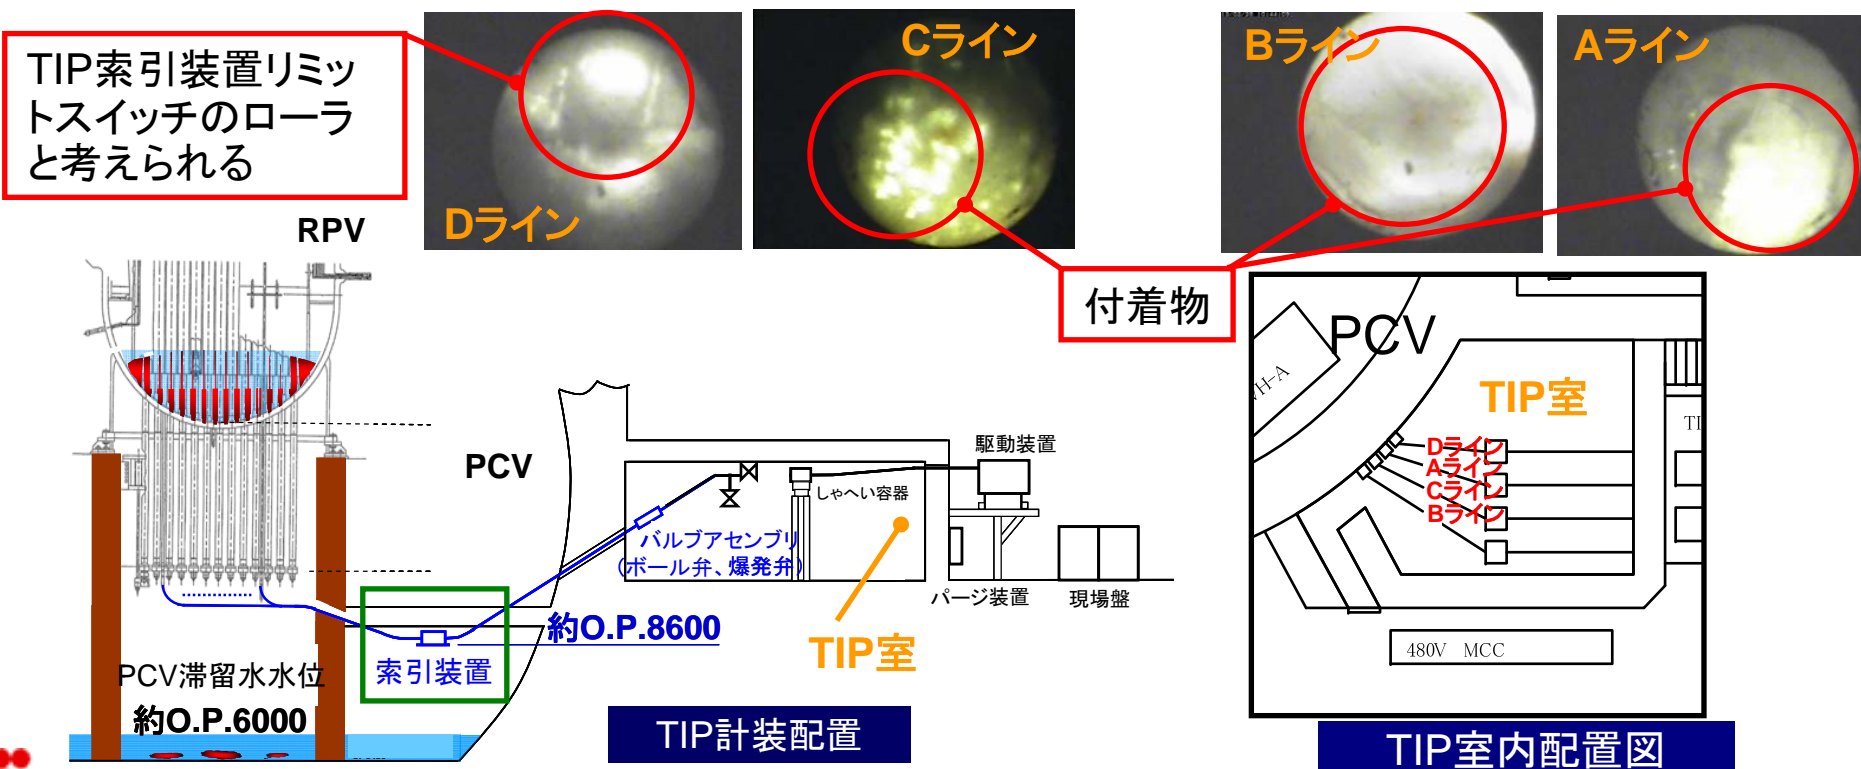 TIP索引装置リミッ
トスイッチのローラ
と考えられる
Dライン
Cライン
Bライン
Aライン
付着物
RPV
PCV
駆動装置
しゃへい容器
バルブアセンブリ
(ボール弁、爆発弁)
TIP室
パージ装置
現場盤
約O.P.8600
索引装置
PCV滞留水水位
約O.P.6000
TIP計装配置
PCV
VH-A
TIP室
TI
Dライン
Aライン
Cライン
Bライン
480V MCC
TIP室内配置図